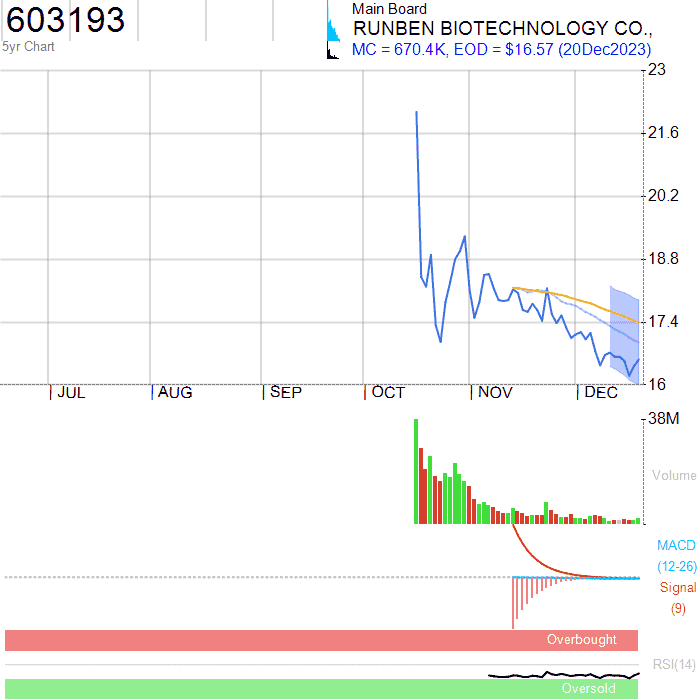 603193
5yr Chart
Main Board
RUNBEN BIOTECHNOLOGY CO.,
MC = 670.4K, EOD = $16.57 (20Dec2023)
23
21.6
20.2
18.8
17.4
16
JUL
AUG
SEP
OCT
NOV
DEC
38M
Volume
MACD
(12-26)
Signal
(9)
Overbought
RSI(14)
Oversold